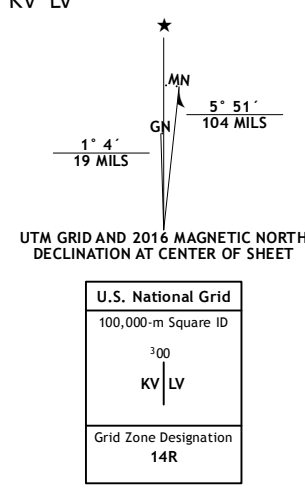 KV LV
★
MN
GN
5° 51´
104 MILS
1° 4´
19 MILS
UTM GRID AND 2016 MAGNETIC NORTH
DECLINATION AT CENTER OF SHEET
U.S. National Grid
100,000-m Square ID
³00
KV LV
Grid Zone Designation
14R